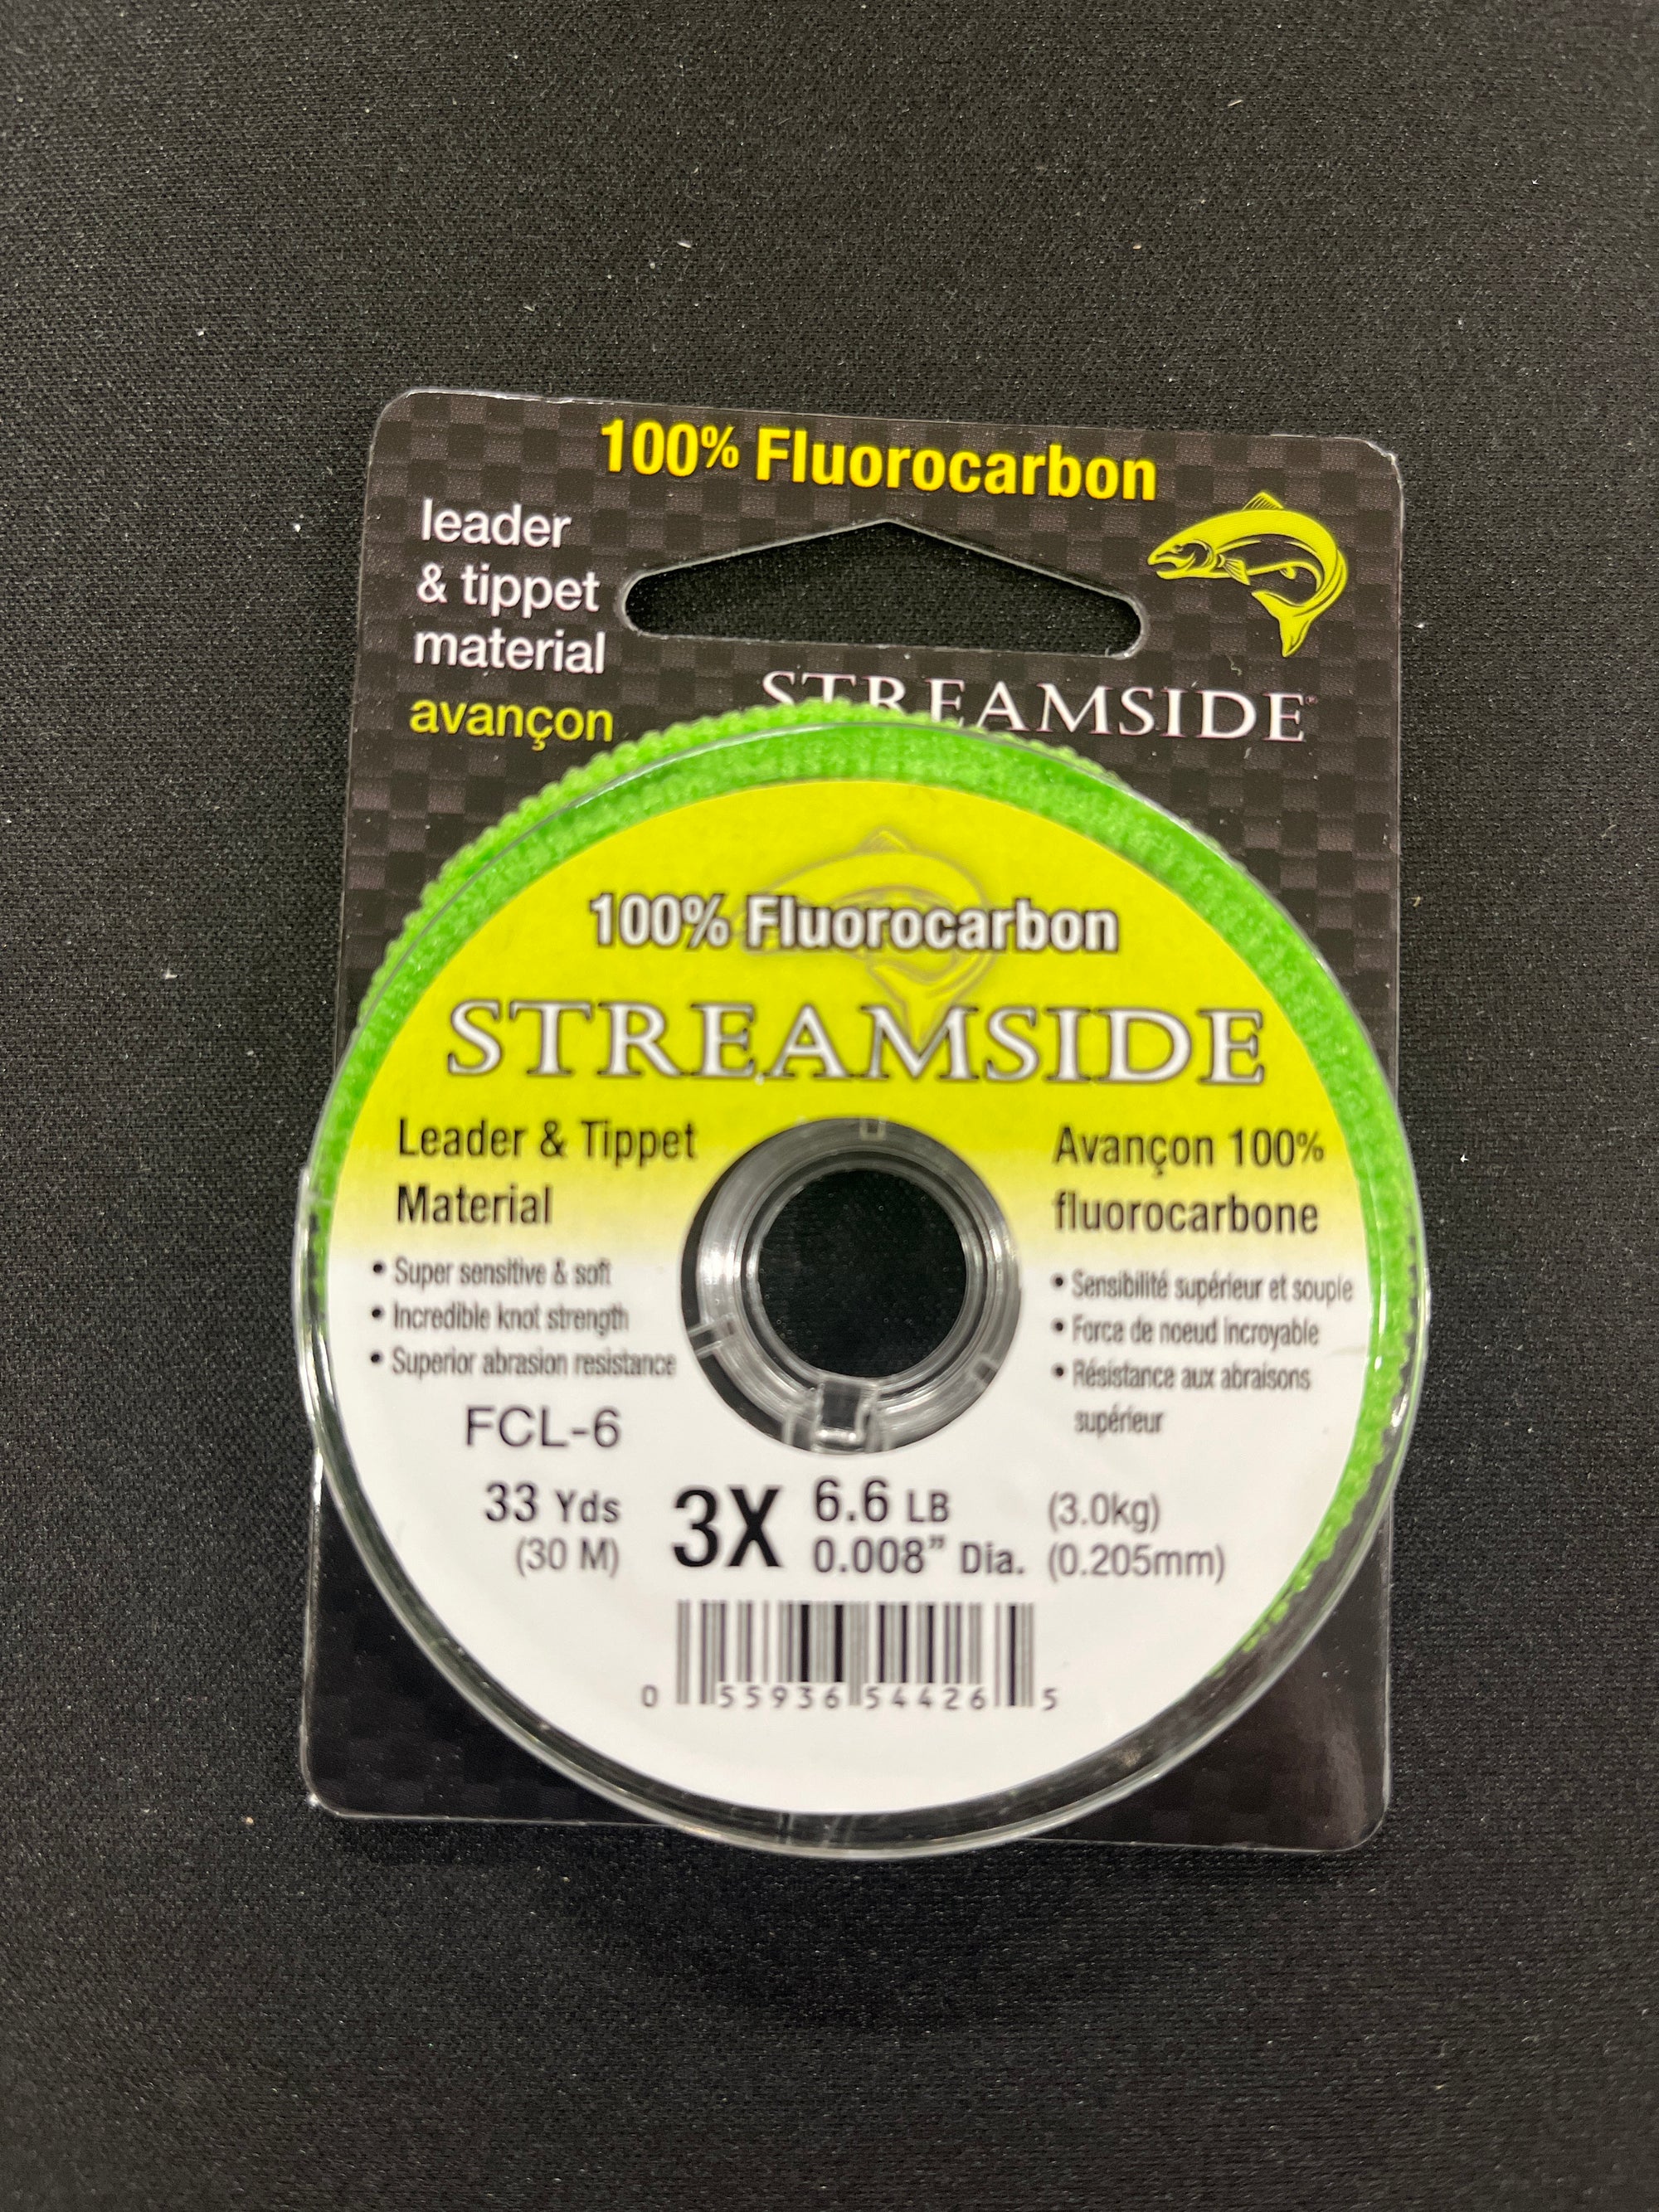 100% Fluorocarbon
leader
& tippet
material
avançon
STREAMSIDE®
100% Fluorocarbon
STREAMSIDE
Leader & Tippet
Material
• Super sensitive & soft
• Incredible knot strength
• Superior abrasion resistance
Avançon 100%
fluorocarbone
• Sensibilité supérieur et souple
• Force de noeud incroyable
• Résistance aux abraisons
supérieur
FCL-6
33 Yds
(30 M)
3X
6.6 LB (3.0kg)
0.008” Dia. (0.205mm)
0 55936 54426 5